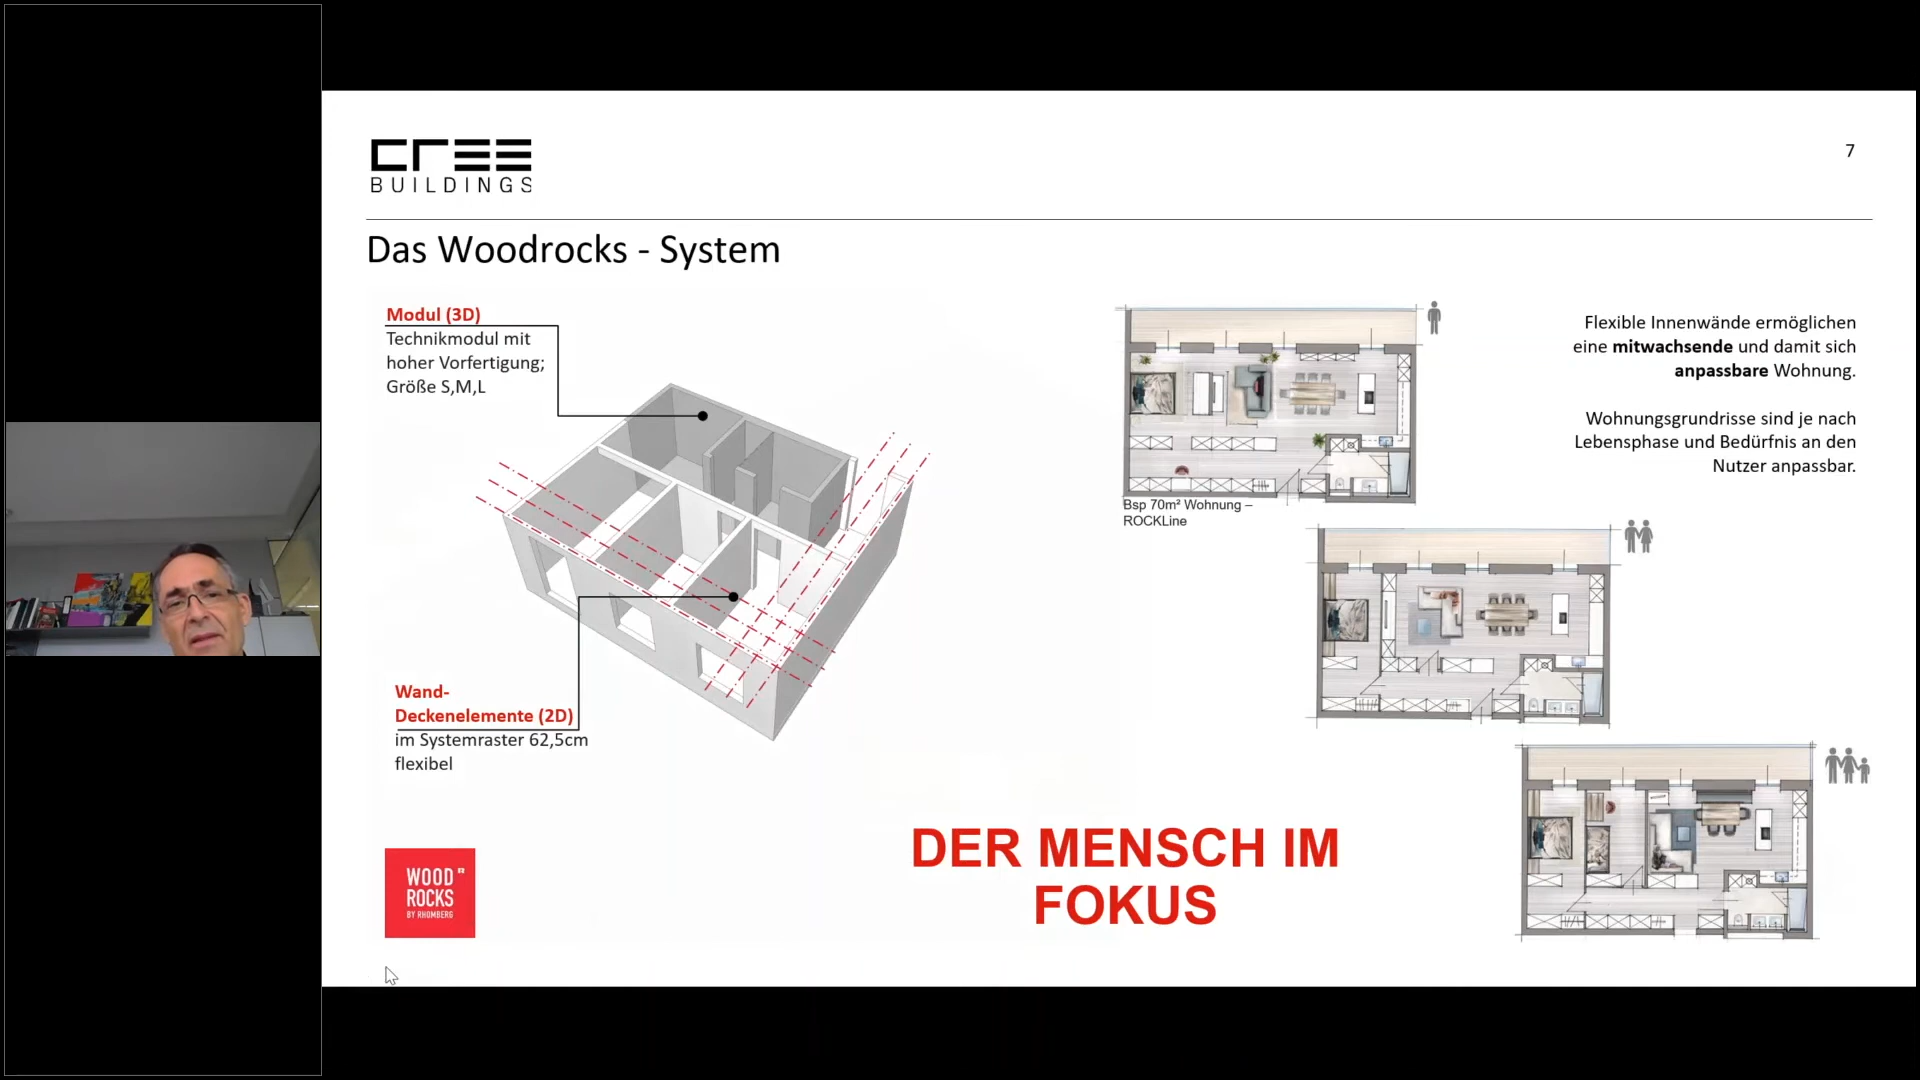 cree
BUILDINGS
7
Das Woodrocks - System
Modul (3D)
Technikmodul mit
hoher Vorfertigung;
Größe S,M,L
Wand-
Deckenelemente (2D)
im Systemraster 62,5cm
flexibel
WOOD
ROCKS
BY RHOMBERG
DER MENSCH IM
FOKUS
Bsp 70m² Wohnung –
ROCKLine
Flexible Innenwände ermöglichen
eine mitwachsende und damit sich
anpassbare Wohnung.
Wohnungsgrundrisse sind je nach
Lebensphase und Bedürfnis an den
Nutzer anpassbar.